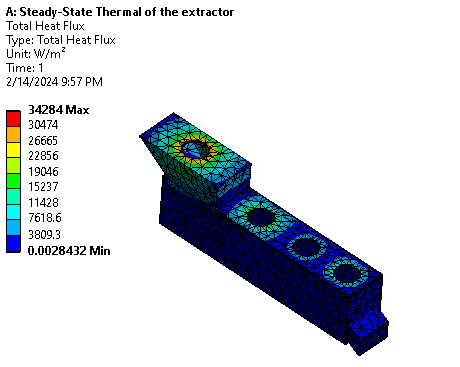 A: Steady-State Thermal of the extractor
Total Heat Flux
Type: Total Heat Flux
Unit: W/m²
Time: 1
2/14/2024 9:57 PM
34284 Max
30474
26665
22856
19046
15237
11428
7618.6
3809.3
0.0028432 Min